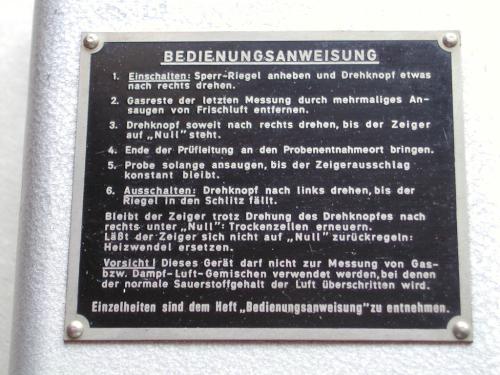 BEDIENUNGSANWEISUNG
1. Einschalten: Sperr-Riegel anheben und Drehknopf etwas
nach rechts drehen.
2. Gasreste der letzten Messung durch mehrmaliges An-
saugen von Frischluft entfernen.
3. Drehknopf soweit nach rechts drehen, bis der Zeiger
auf „Null" steht.
4. Ende der Prüfleitung an den Probenentnahmeort bringen.
5. Probe solange ansaugen, bis der Zeigerausschlag
konstant bleibt.
6. Ausschalten: Drehknopf nach links drehen, bis der
Riegel in den Schlitz fällt.
Bleibt der Zeiger trotz Drehung des Drehknopfes nach
rechts unter „Null": Trockenzellen erneuern.
Läßt der Zeiger sich nicht auf „Null" zurückregeln:
Heizwendel ersetzen.
Vorsicht! Dieses Gerät darf nicht zur Messung von Gas-
bzw. Dampf-Luft-Gemischen verwendet werden, bei denen
der normale Sauerstoffgehalt der Luft überschritten wird.
Einzelheiten sind dem Heft „Bedienungsanweisung" zu entnehmen.